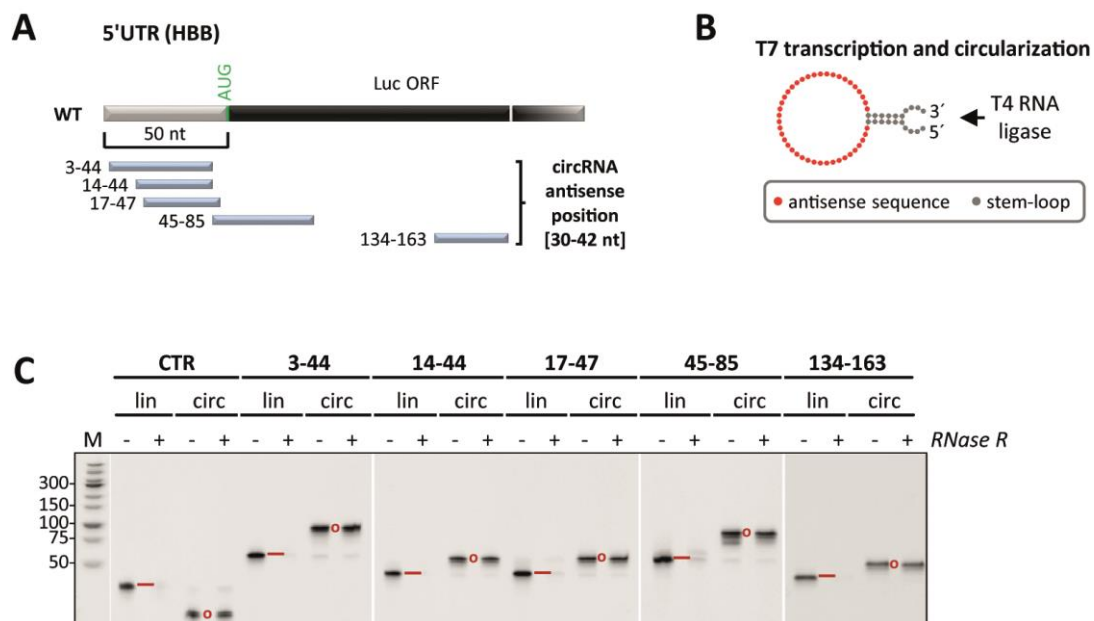 A
5'UTR (HBB)
AUG
Luc ORF
WT
50 nt
3-44
14-44
17-47
45-85
134-163
circRNA
antisense
position
[30-42 nt]
B
T7 transcription and circularization
3´
5´
T4 RNA
ligase
antisense sequence
stem-loop
C
CTR 3-44 14-44 17-47 45-85 134-163
lin circ lin circ lin circ lin circ lin circ lin circ
M - + - + - + - + - + - + - + - + - + - + - + - + RNase R
300-
150-
100-
75-
50-